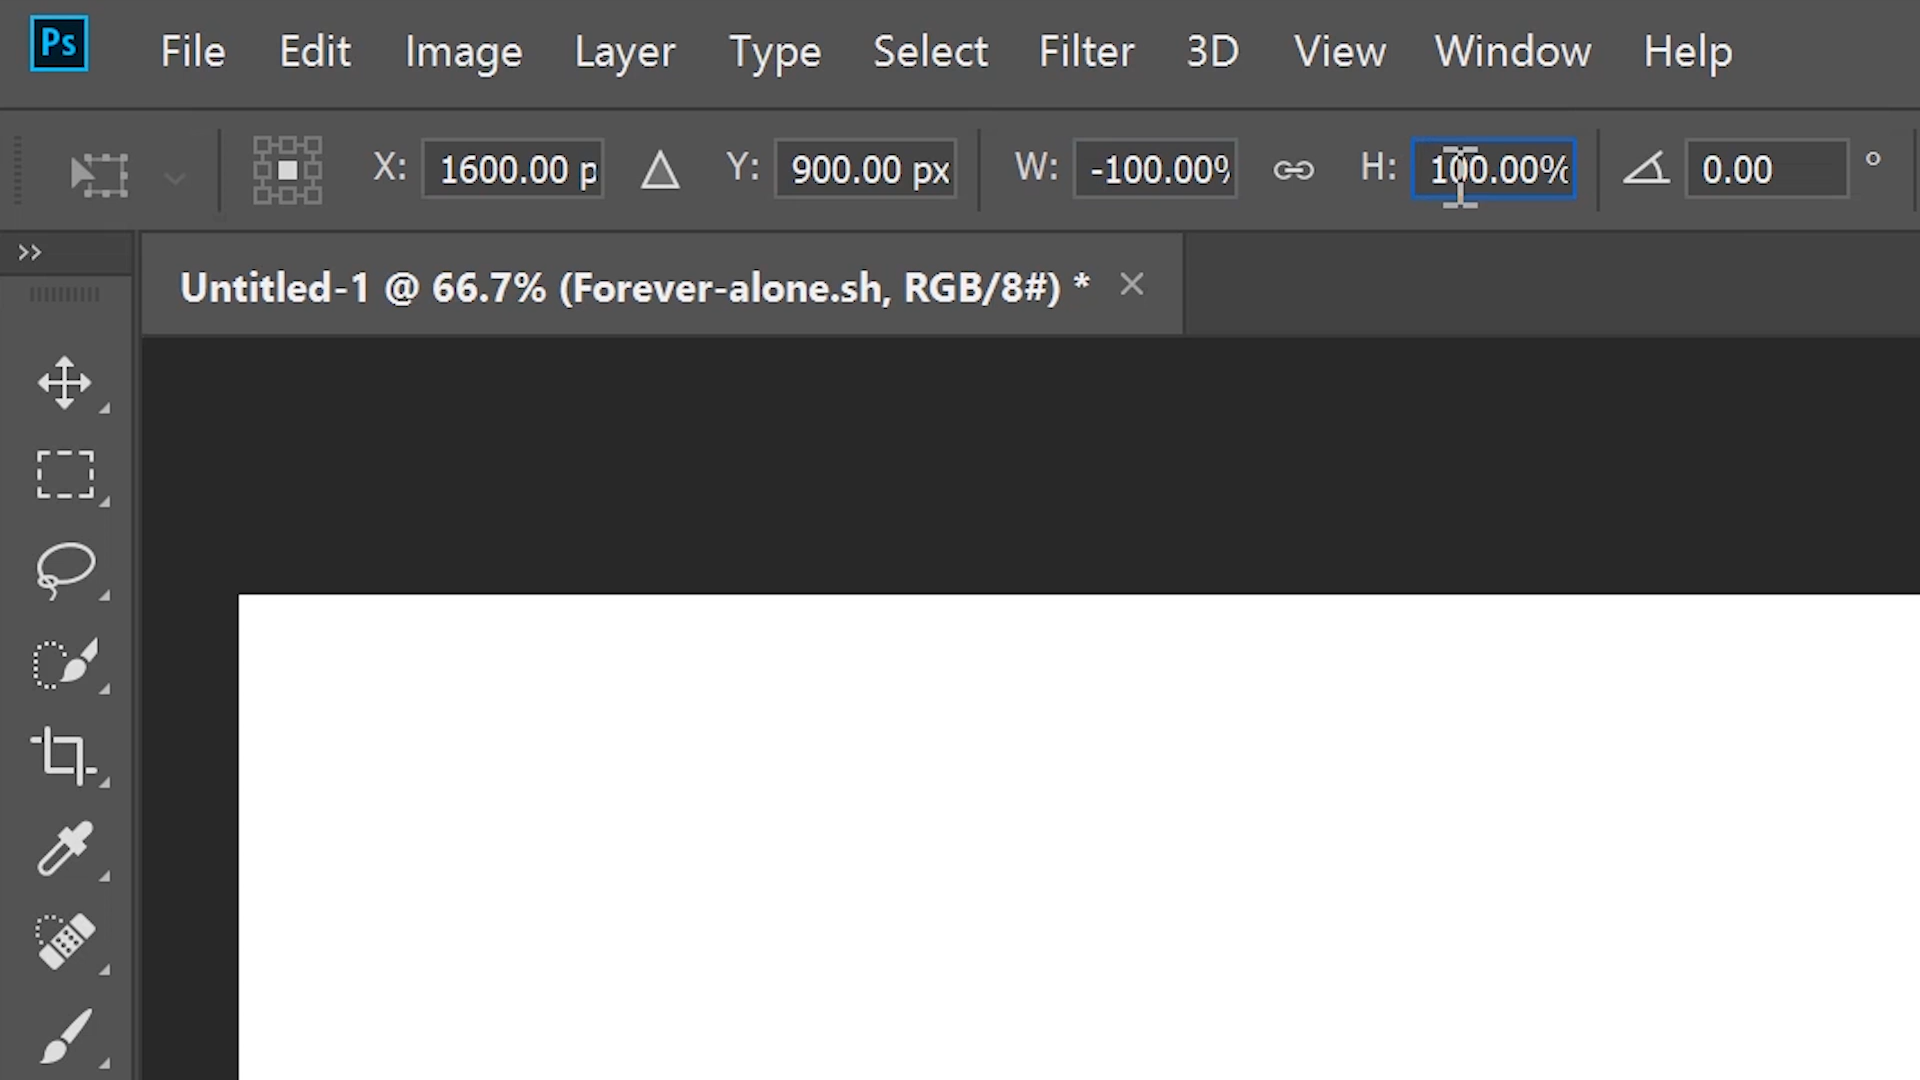 Ps File Edit Image Layer Type Select Filter 3D View Window Help
X: 1600.00 p Y: 900.00 px W: -100.00% H: 100.00% 0.00 °
Untitled-1 @ 66.7% (Forever-alone.sh, RGB/8#) * ×